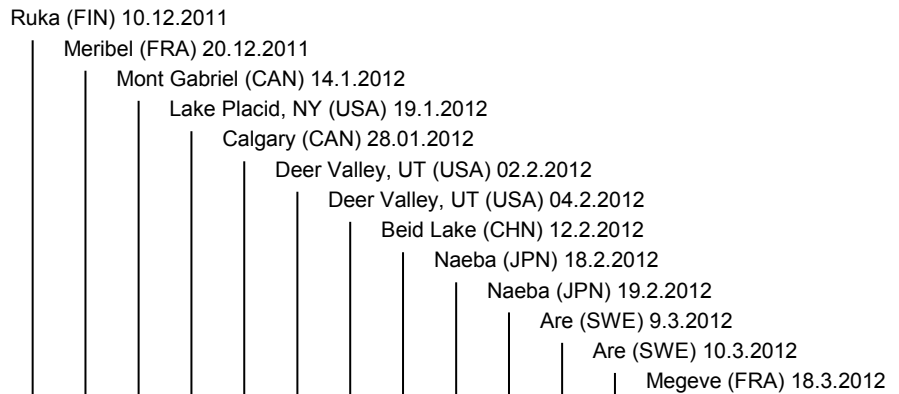 Ruka (FIN) 10.12.2011
Meribel (FRA) 20.12.2011
Mont Gabriel (CAN) 14.1.2012
Lake Placid, NY (USA) 19.1.2012
Calgary (CAN) 28.01.2012
Deer Valley, UT (USA) 02.2.2012
Deer Valley, UT (USA) 04.2.2012
Beid Lake (CHN) 12.2.2012
Naeba (JPN) 18.2.2012
Naeba (JPN) 19.2.2012
Are (SWE) 9.3.2012
Are (SWE) 10.3.2012
Megeve (FRA) 18.3.2012